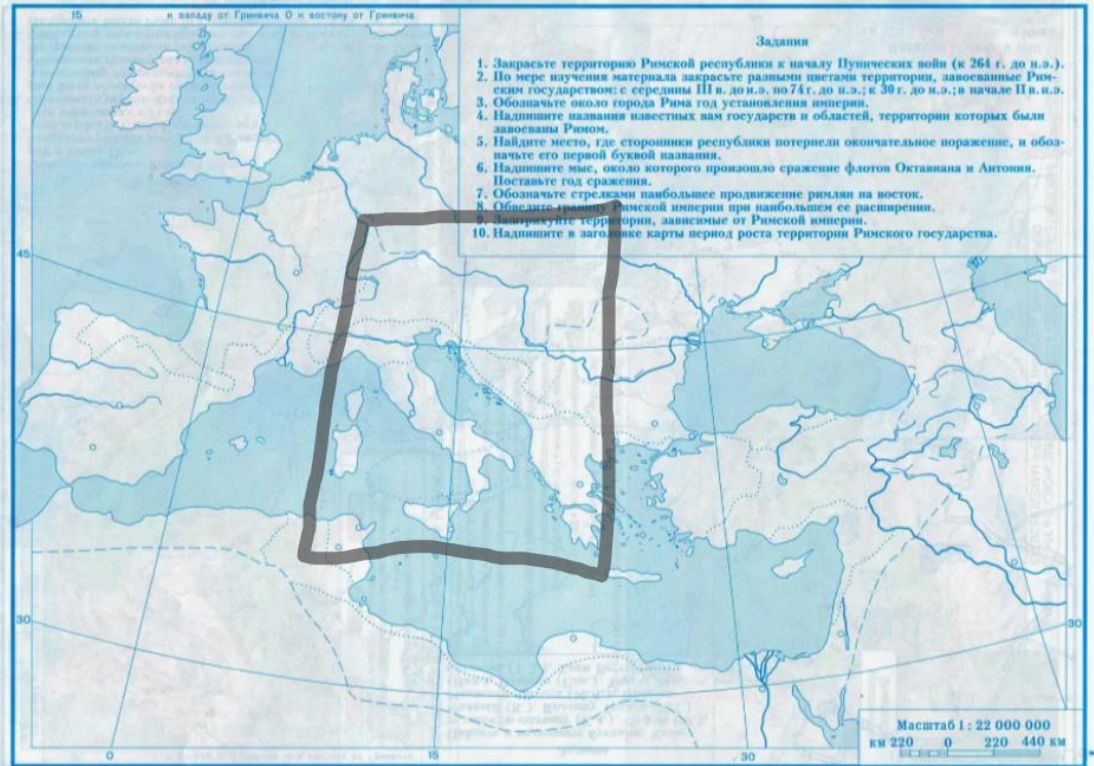 15
к западу от Гринвича 0 к востоку от Гринвича
Задания
1. Закрасьте территорию Римской республики к началу Пунических войн (к 264 г. до н.э.).
2. По мере изучения материала закрасьте разными цветами территории, завоеванные Рим-
ским государством: с середины III в. до н.э. по 74 г. до н.э.; к 30 г. до н.э.; в начале II в. н.э.
3. Обозначьте около города Рима год установления империи.
4. Надпишите названия известных вам государств и областей, территории которых были
завоеваны Римом.
5. Найдите место, где сторонники республики потерпели окончательное поражение, и обоз-
начьте его первой буквой названия.
6. Надпишите мыс, около которого произошло сражение флотов Октавиана и Антония.
Поставьте год сражения.
7. Обозначьте стрелками наибольшее продвижение римлян на восток.
8. Обведите границу Римской империи при наибольшем ее расширении.
9. Заштрихуйте территории, зависимые от Римской империи.
10. Надпишите в заголовке карты период роста территории Римского государства.
45
45
30
30
0
15
30
Масштаб 1 : 22 000 000
км 220 0 220 440 км